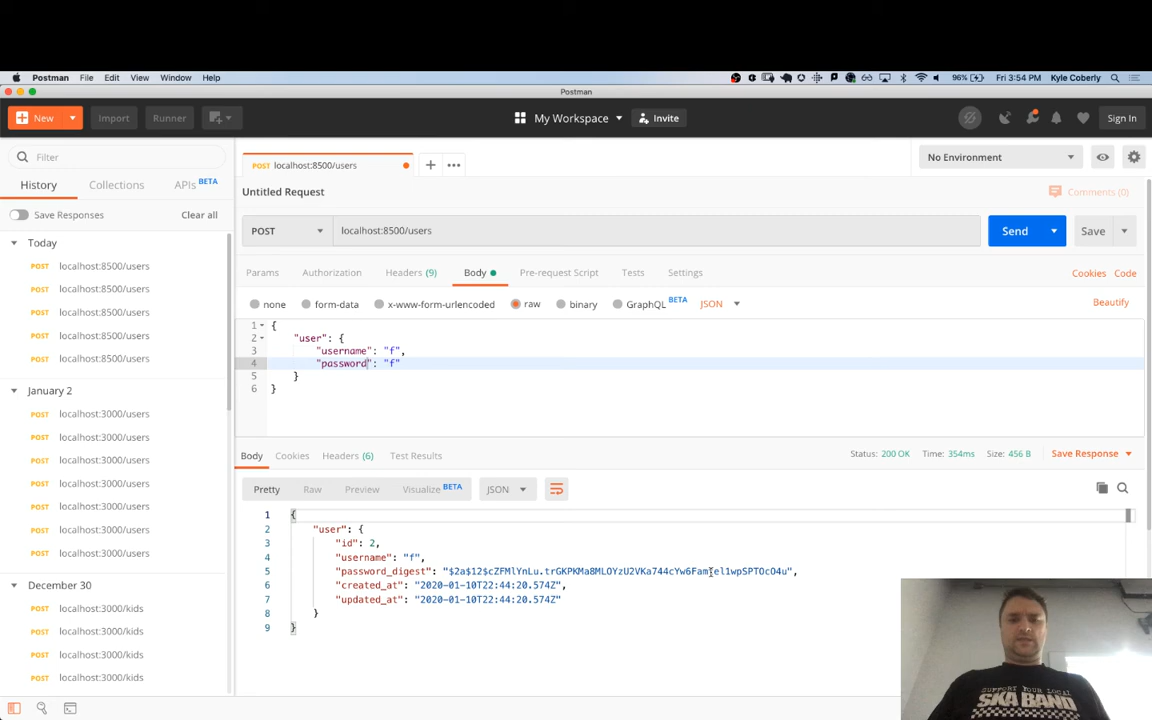 Postman File Edit View Window Help 96% Fri 3:54 PM Kyle Coberly
Postman
New Import Runner My Workspace Invite Sign In
Filter
History Collections APIs BETA
Save Responses Clear all
Today
POST localhost:8500/users
POST localhost:8500/users
POST localhost:8500/users
POST localhost:8500/users
POST localhost:8500/users
January 2
POST localhost:3000/users
POST localhost:3000/users
POST localhost:3000/users
POST localhost:3000/users
POST localhost:3000/users
POST localhost:3000/users
POST localhost:3000/users
December 30
POST localhost:3000/kids
POST localhost:3000/kids
POST localhost:3000/kids
POST localhost:3000/kids
POST localhost:8500/users No Environment
Untitled Request Comments (0)
POST localhost:8500/users Send Save
Params Authorization Headers (9) Body Pre-request Script Tests Settings Cookies Code
none form-data x-www-form-urlencoded raw binary GraphQL BETA JSON Beautify
1 {
2 "user": {
3 "username": "f",
4 "password": "f"
5 }
6 }
Body Cookies Headers (6) Test Results Status: 200 OK Time: 354ms Size: 456 B Save Response
Pretty Raw Preview Visualize BETA JSON
1 {
2 "user": {
3 "id": 2,
4 "username": "f",
5 "password_digest":
6 "created_at": "2020-01-10T22:44:20.574Z",
7 "updated_at": "2020-01-10T22:44:20.574Z"
8 }
9 }
SUPPORT YOUR LOCAL
SKA BAND